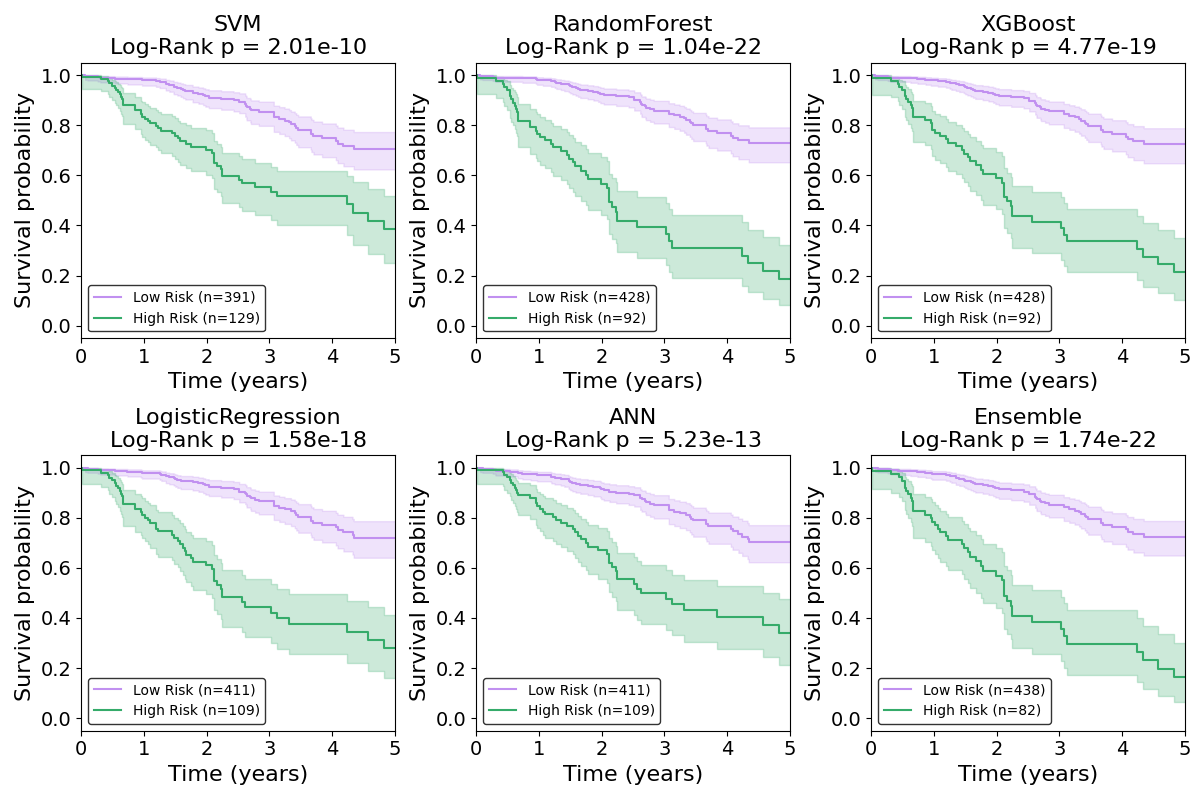 SVM
Log-Rank p = 2.01e-10
Survival probability
1.0
0.8
0.6
0.4
0.2
0.0
Low Risk (n=391)
High Risk (n=129)
0 1 2 3 4 5
Time (years)
RandomForest
Log-Rank p = 1.04e-22
Survival probability
1.0
0.8
0.6
0.4
0.2
0.0
Low Risk (n=428)
High Risk (n=92)
0 1 2 3 4 5
Time (years)
XGBoost
Log-Rank p = 4.77e-19
Survival probability
1.0
0.8
0.6
0.4
0.2
0.0
Low Risk (n=428)
High Risk (n=92)
0 1 2 3 4 5
Time (years)
LogisticRegression
Log-Rank p = 1.58e-18
Survival probability
1.0
0.8
0.6
0.4
0.2
0.0
Low Risk (n=411)
High Risk (n=109)
0 1 2 3 4 5
Time (years)
ANN
Log-Rank p = 5.23e-13
Survival probability
1.0
0.8
0.6
0.4
0.2
0.0
Low Risk (n=411)
High Risk (n=109)
0 1 2 3 4 5
Time (years)
Ensemble
Log-Rank p = 1.74e-22
Survival probability
1.0
0.8
0.6
0.4
0.2
0.0
Low Risk (n=438)
High Risk (n=82)
0 1 2 3 4 5
Time (years)